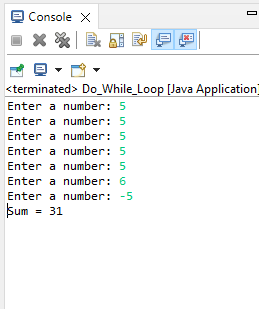 Console
<terminated> Do_While_Loop [Java Application]
Enter a number: 5
Enter a number: 5
Enter a number: 5
Enter a number: 5
Enter a number: 5
Enter a number: 6
Enter a number: -5
Sum = 31